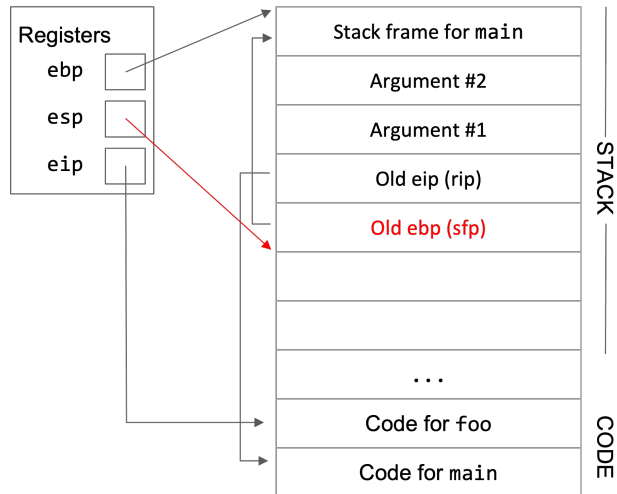 Registers
ebp
esp
eip
Stack frame for main
Argument #2
Argument #1
Old eip (rip)
Old ebp (sfp)
...
Code for foo
Code for main
STACK
CODE